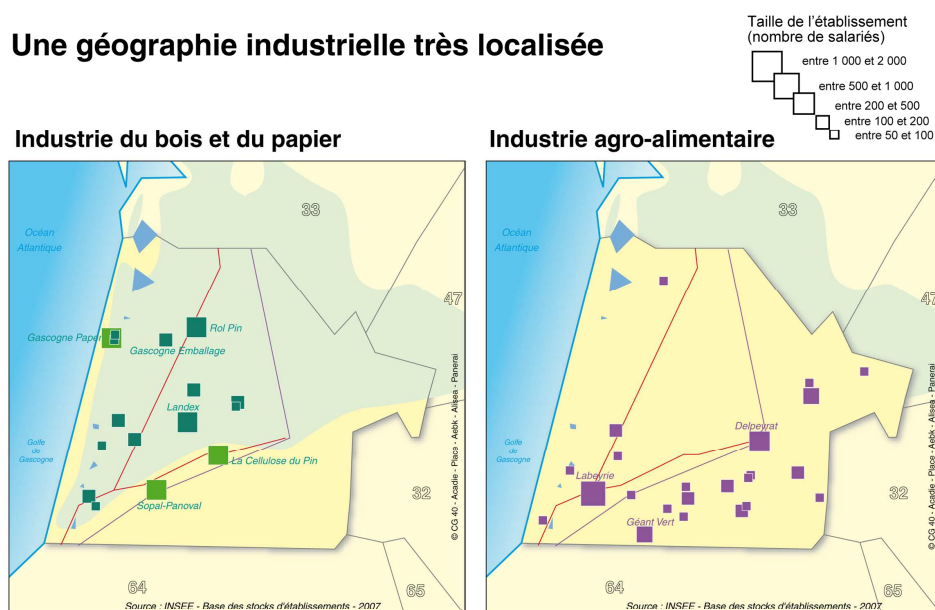 Une géographie industrielle très localisée
Taille de l'établissement
(nombre de salariés)
entre 1 000 et 2 000
entre 500 et 1 000
entre 200 et 500
entre 100 et 200
entre 50 et 100
Industrie du bois et du papier
33
Océan
Atlantique
47
Gascogne Paper
Rol Pin
Gascogne Emballage
Landex
Golfe
de
Gascogne
La Cellulose du Pin
Sopal-Panoval
32
64
65
© CG 40 - Acadie - Place - Aebk - Alisea - Panerai
Source : INSEE - Base des stocks d'établissements - 2007
Industrie agro-alimentaire
33
Océan
Atlantique
47
Golfe
de
Gascogne
Delpeyrat
Labeyrie
Géant Vert
32
64
65
© CG 40 - Acadie - Place - Aebk - Alisea - Panerai
Source : INSEE - Base des stocks d'établissements - 2007